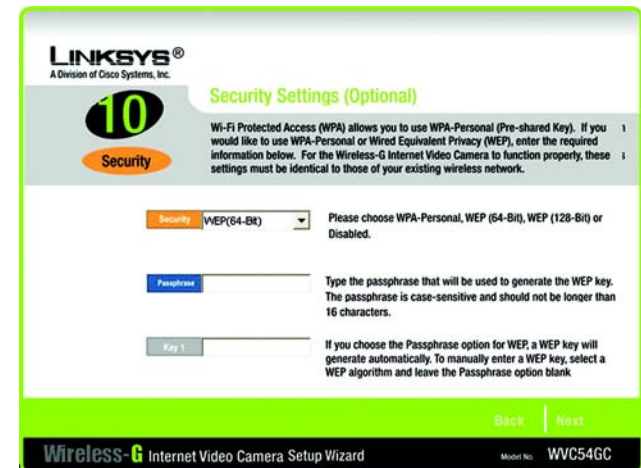 LINKSYS®
A Division of Cisco Systems, Inc.
10
Security
Security Settings (Optional)
Wi-Fi Protected Access (WPA) allows you to use WPA-Personal (Pre-shared Key). If you
would like to use WPA-Personal or Wired Equivalent Privacy (WEP), enter the required
information below. For the Wireless-G Internet Video Camera to function properly, these
settings must be identical to those of your existing wireless network.
Security WEP(64-Bit)
Please choose WPA-Personal, WEP (64-Bit), WEP (128-Bit) or
Disabled.
Passphrase
Type the passphrase that will be used to generate the WEP key.
The passphrase is case-sensitive and should not be longer than
16 characters.
Key 1
If you choose the Passphrase option for WEP, a WEP key will
generate automatically. To manually enter a WEP key, select a
WEP algorithm and leave the Passphrase option blank
Back Next
Wireless-G Internet Video Camera Setup Wizard
Model No WVC54GC